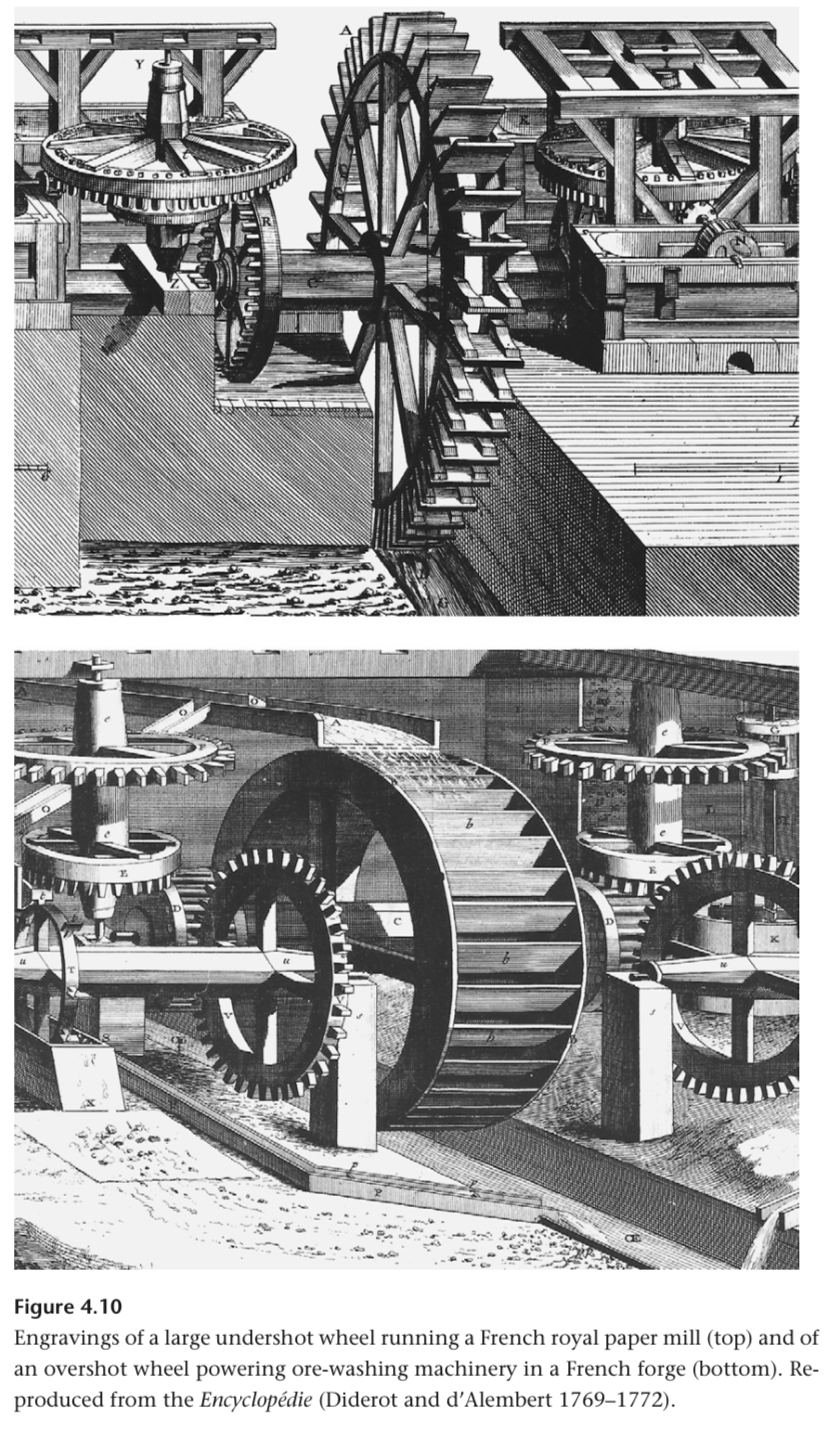 A
Y
Y
K
K
L
I
R
C
Z
N
G
A
O
O
O
e
e
e
e
G
b
b
b
E
E
D
D
C
L
K
u
u
u
T
t
S
s
s
V
V
X
P
P
Figure 4.10
Engravings of a large undershot wheel running a French royal paper mill (top) and of
an overshot wheel powering ore-washing machinery in a French forge (bottom). Re-
produced from the Encyclopédie (Diderot and d’Alembert 1769–1772).